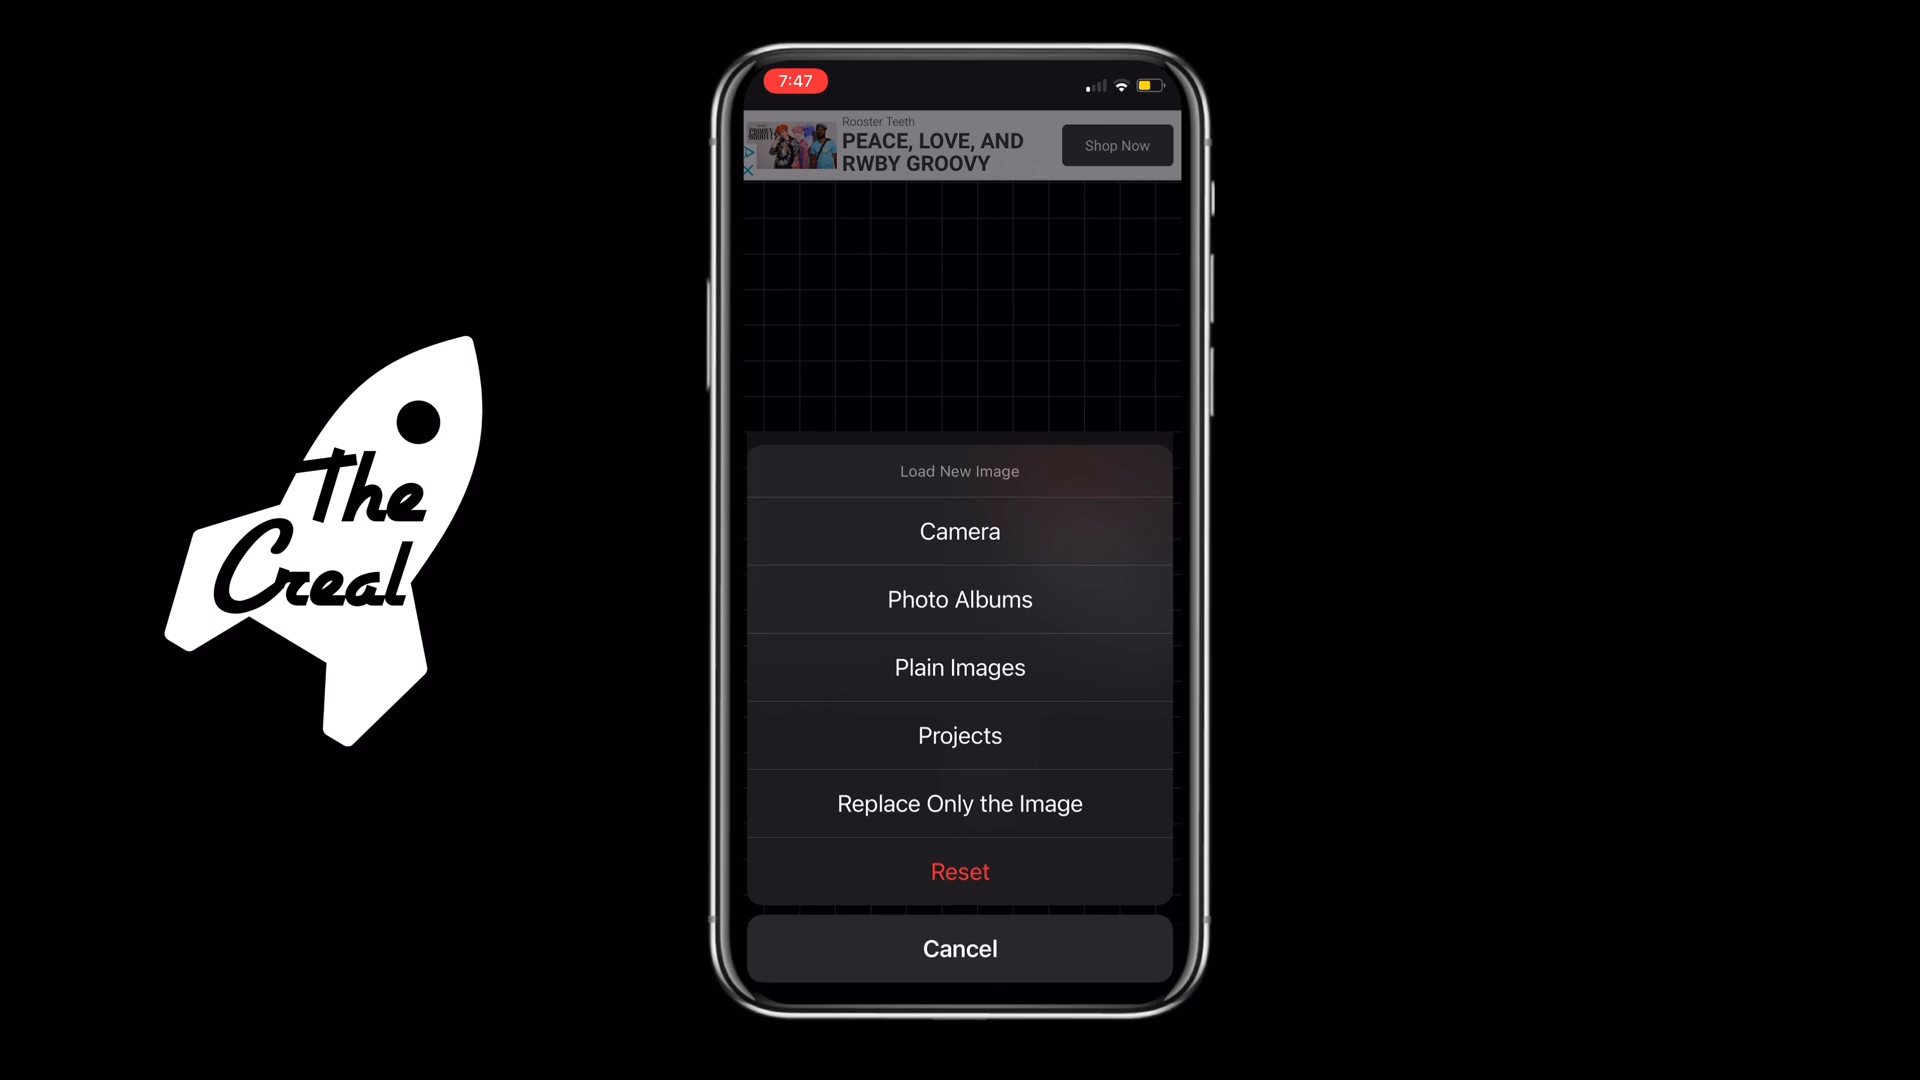 7:47
Rooster Teeth
PEACE, LOVE, AND
RWBY GROOVY
Shop Now
The
Creal
Load New Image
Camera
Photo Albums
Plain Images
Projects
Replace Only the Image
Reset
Cancel